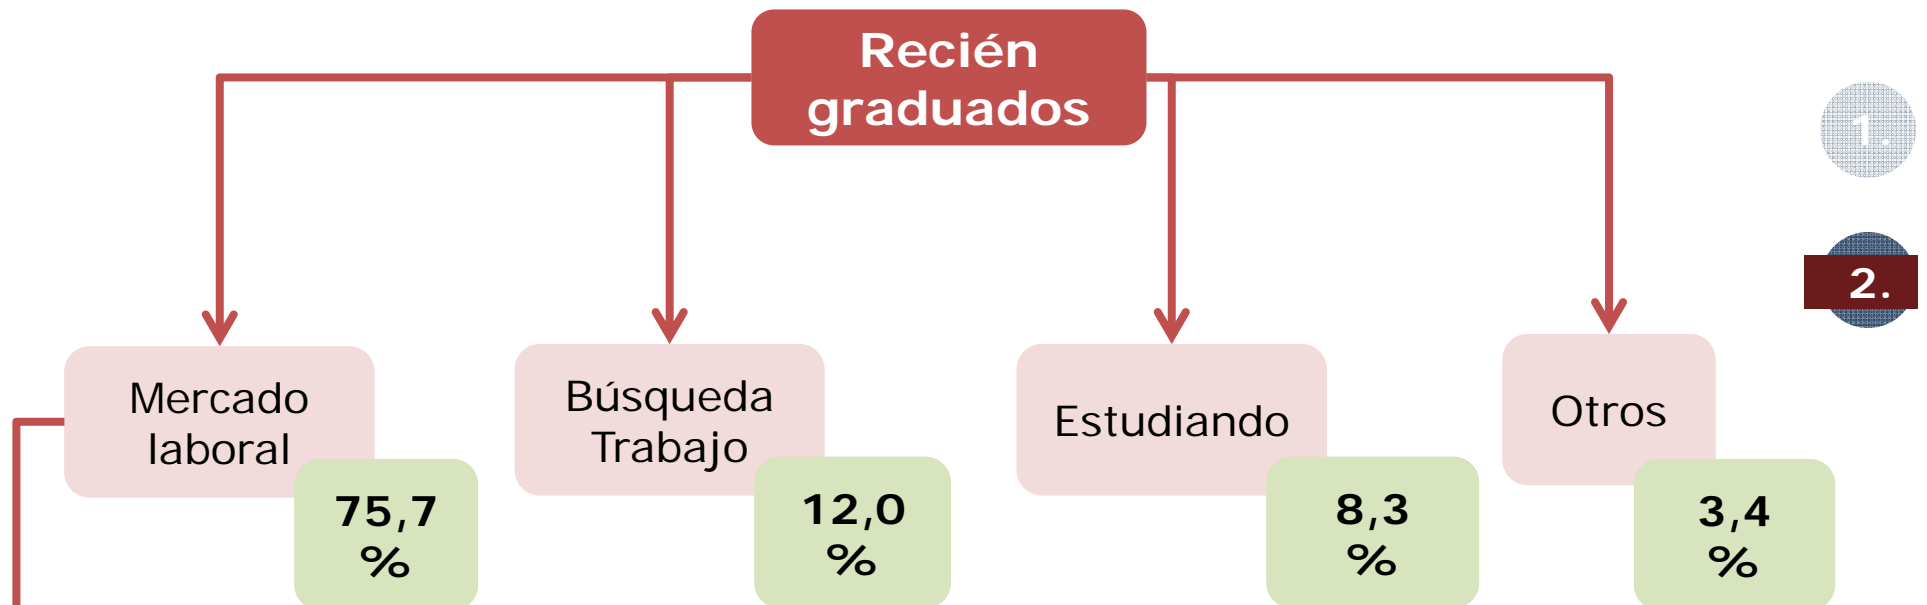 Recién
graduados
1.
2.
Mercado
laboral
75,7
%
Búsqueda
Trabajo
12,0
%
Estudiando
8,3
%
Otros
3,4
%